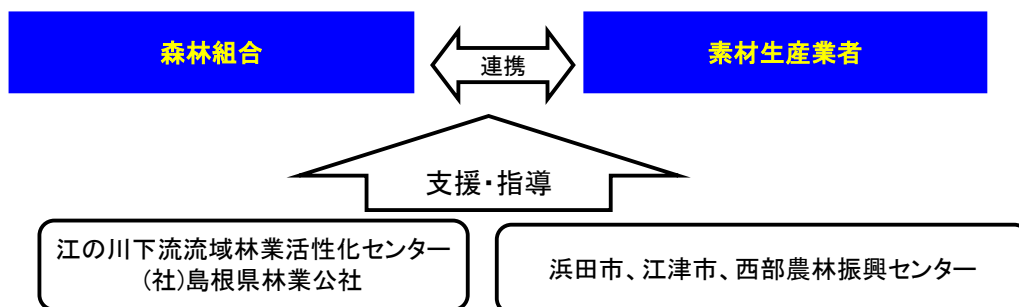 森林組合
連携
素材生産業者
支援・指導
江の川下流流域林業活性化センター
(社)島根県林業公社
浜田市、江津市、西部農林振興センター